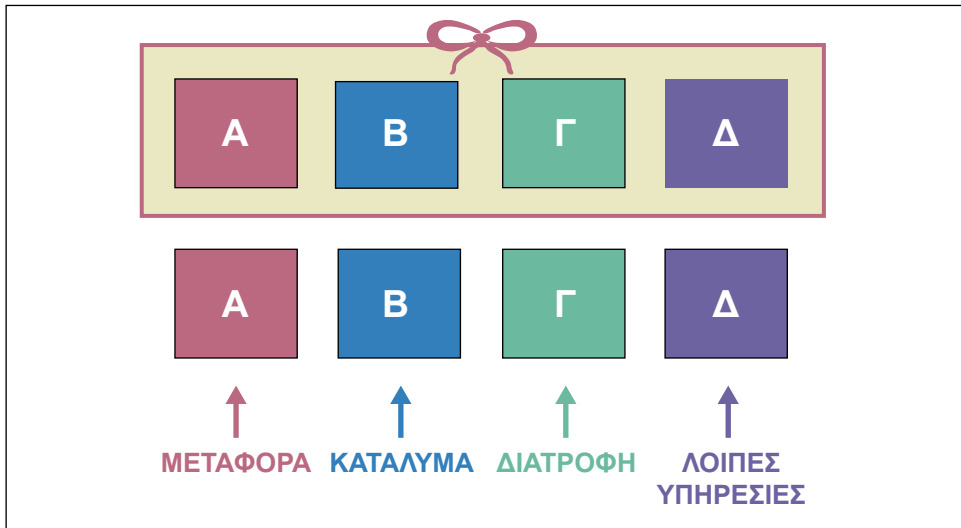 Α Β Γ Δ
Α Β Γ Δ
ΜΕΤΑΦΟΡΑ ΚΑΤΑΛΥΜΑ ΔΙΑΤΡΟΦΗ ΛΟΙΠΕΣ
ΥΠΗΡΕΣΙΕΣ